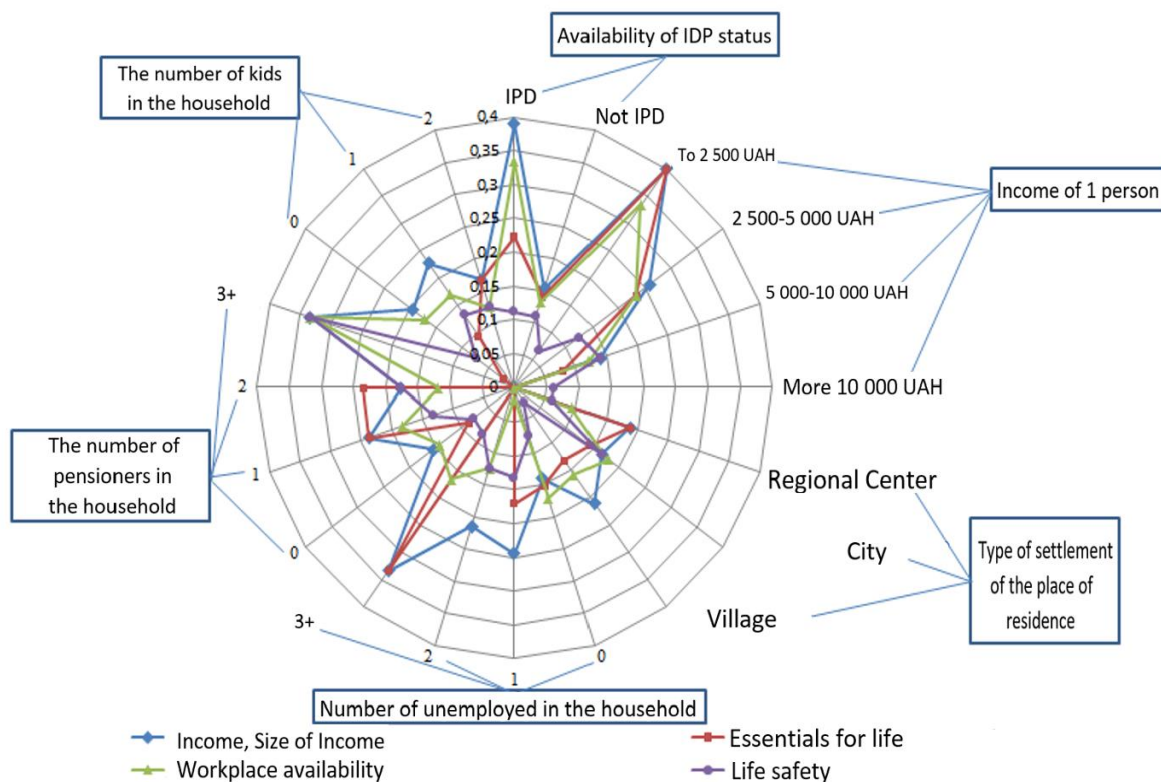 Availability of IDP status
The number of kids
in the household
IPD
Not IPD
2
1
0
0,4
0,35
0,3
0,25
0,2
0,15
0,1
0,05
0
To 2 500 UAH
2 500-5 000 UAH
5 000-10 000 UAH
More 10 000 UAH
Income of 1 person
3+
2
1
0
The number of
pensioners in
the household
Regional Center
City
Village
Type of settlement
of the place of
residence
3+
2
1
0
Number of unemployed in the household
Income, Size of Income
Essentials for life
Workplace availability
Life safety